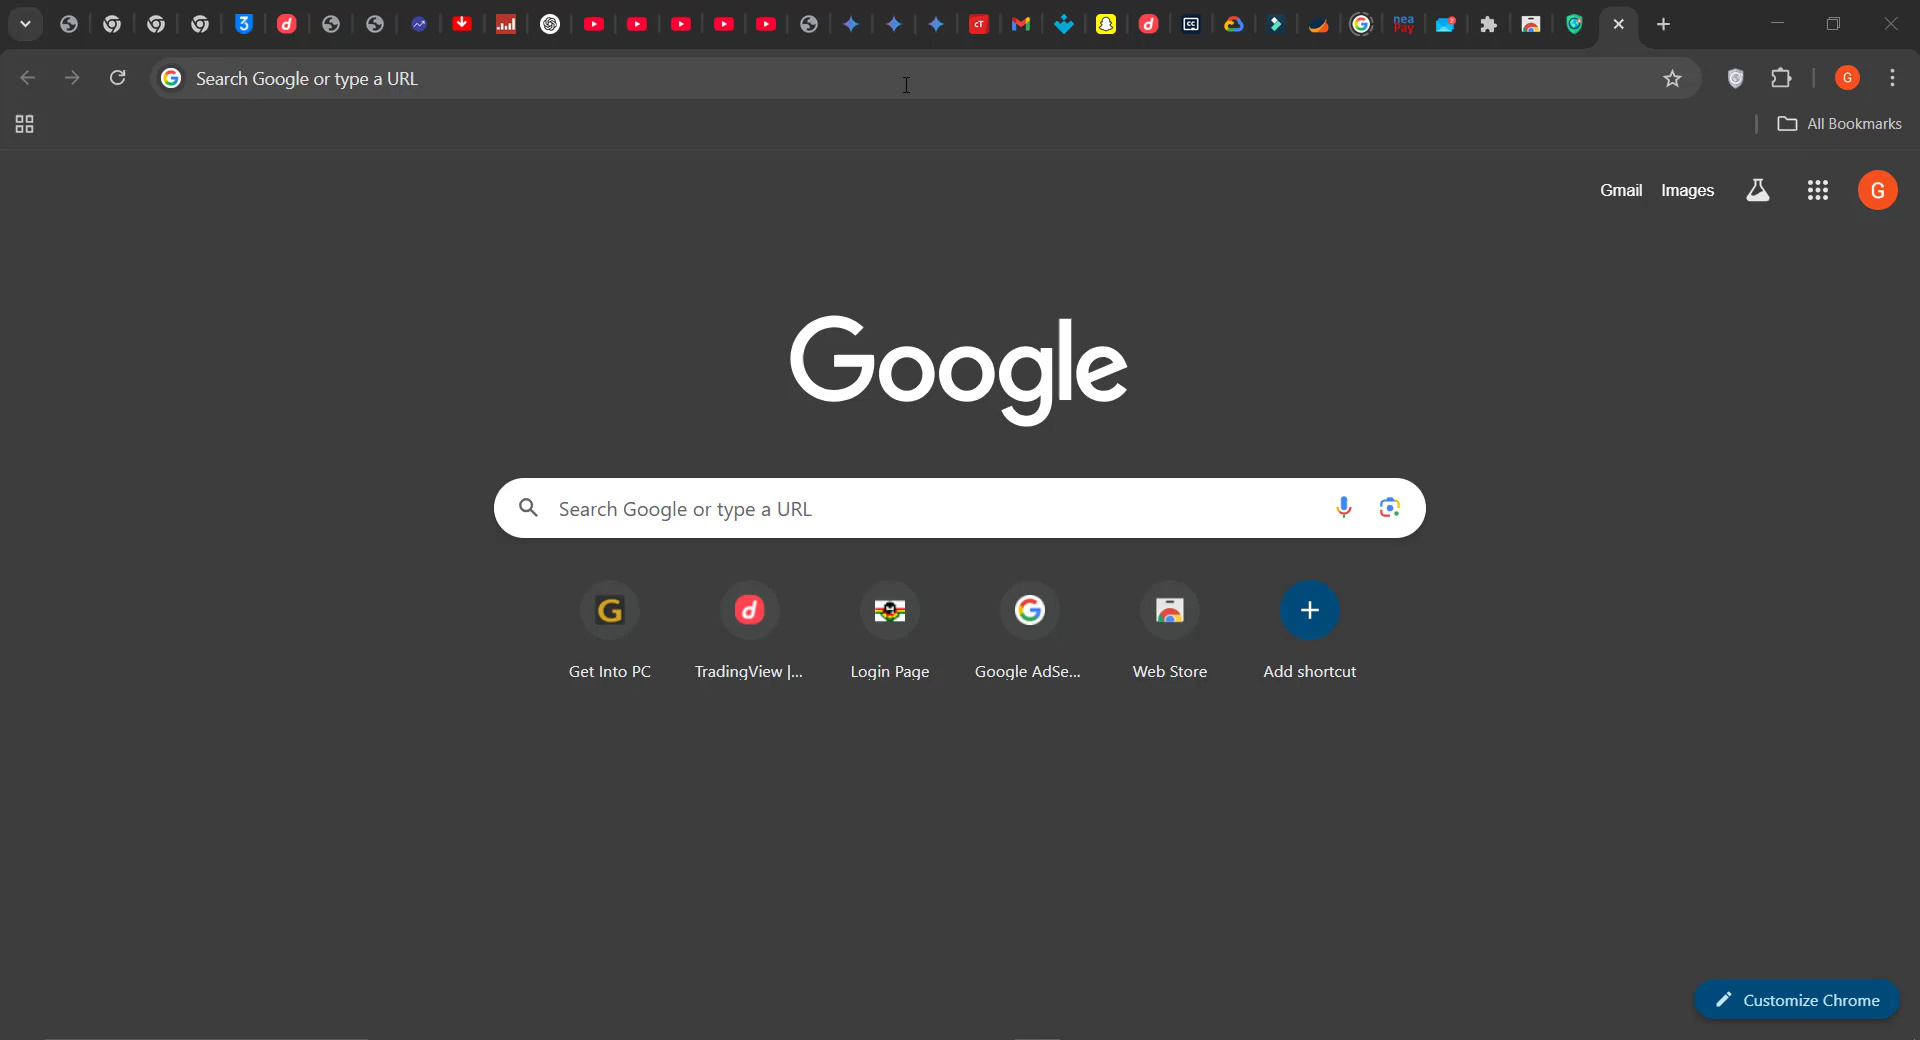 Search Google or type a URL
All Bookmarks
Gmail Images
G
Google
Search Google or type a URL
Get Into PC
TradingView |...
Login Page
Google AdSe...
Web Store
Add shortcut
Customize Chrome